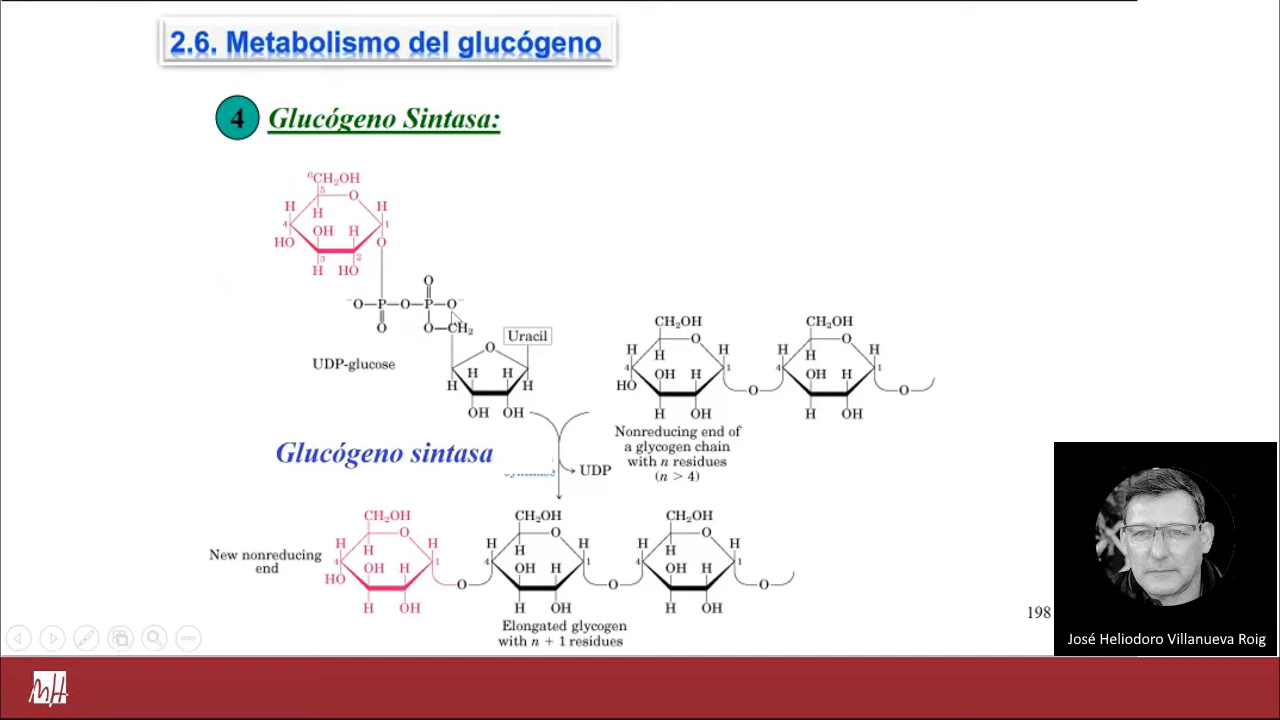 2.6. Metabolismo del glucógeno
4 Glucógeno Sintasa:
⁶CH₂OH
5
O
H H
H
4 1
OH H
HO O
3 2
H HO
O
⁻O—P—O—P—O⁻
O O—CH₂
Uracil
UDP-glucose
O
H H
H H
OH OH
CH₂OH CH₂OH
O O
H H H H
H H
4 1 4 1
OH H OH H
HO
O O
H OH H OH
Nonreducing end of
a glycogen chain
with n residues
(n > 4)
Glucógeno sintasa
UDP
CH₂OH CH₂OH CH₂OH
O O O
H H H H H H
H H H
New nonreducing
end
4 1 4 1 4 1
OH H OH H OH H
HO
O O O
H OH H OH H OH
Elongated glycogen
with n + 1 residues
198
José Heliodoro Villanueva Roig